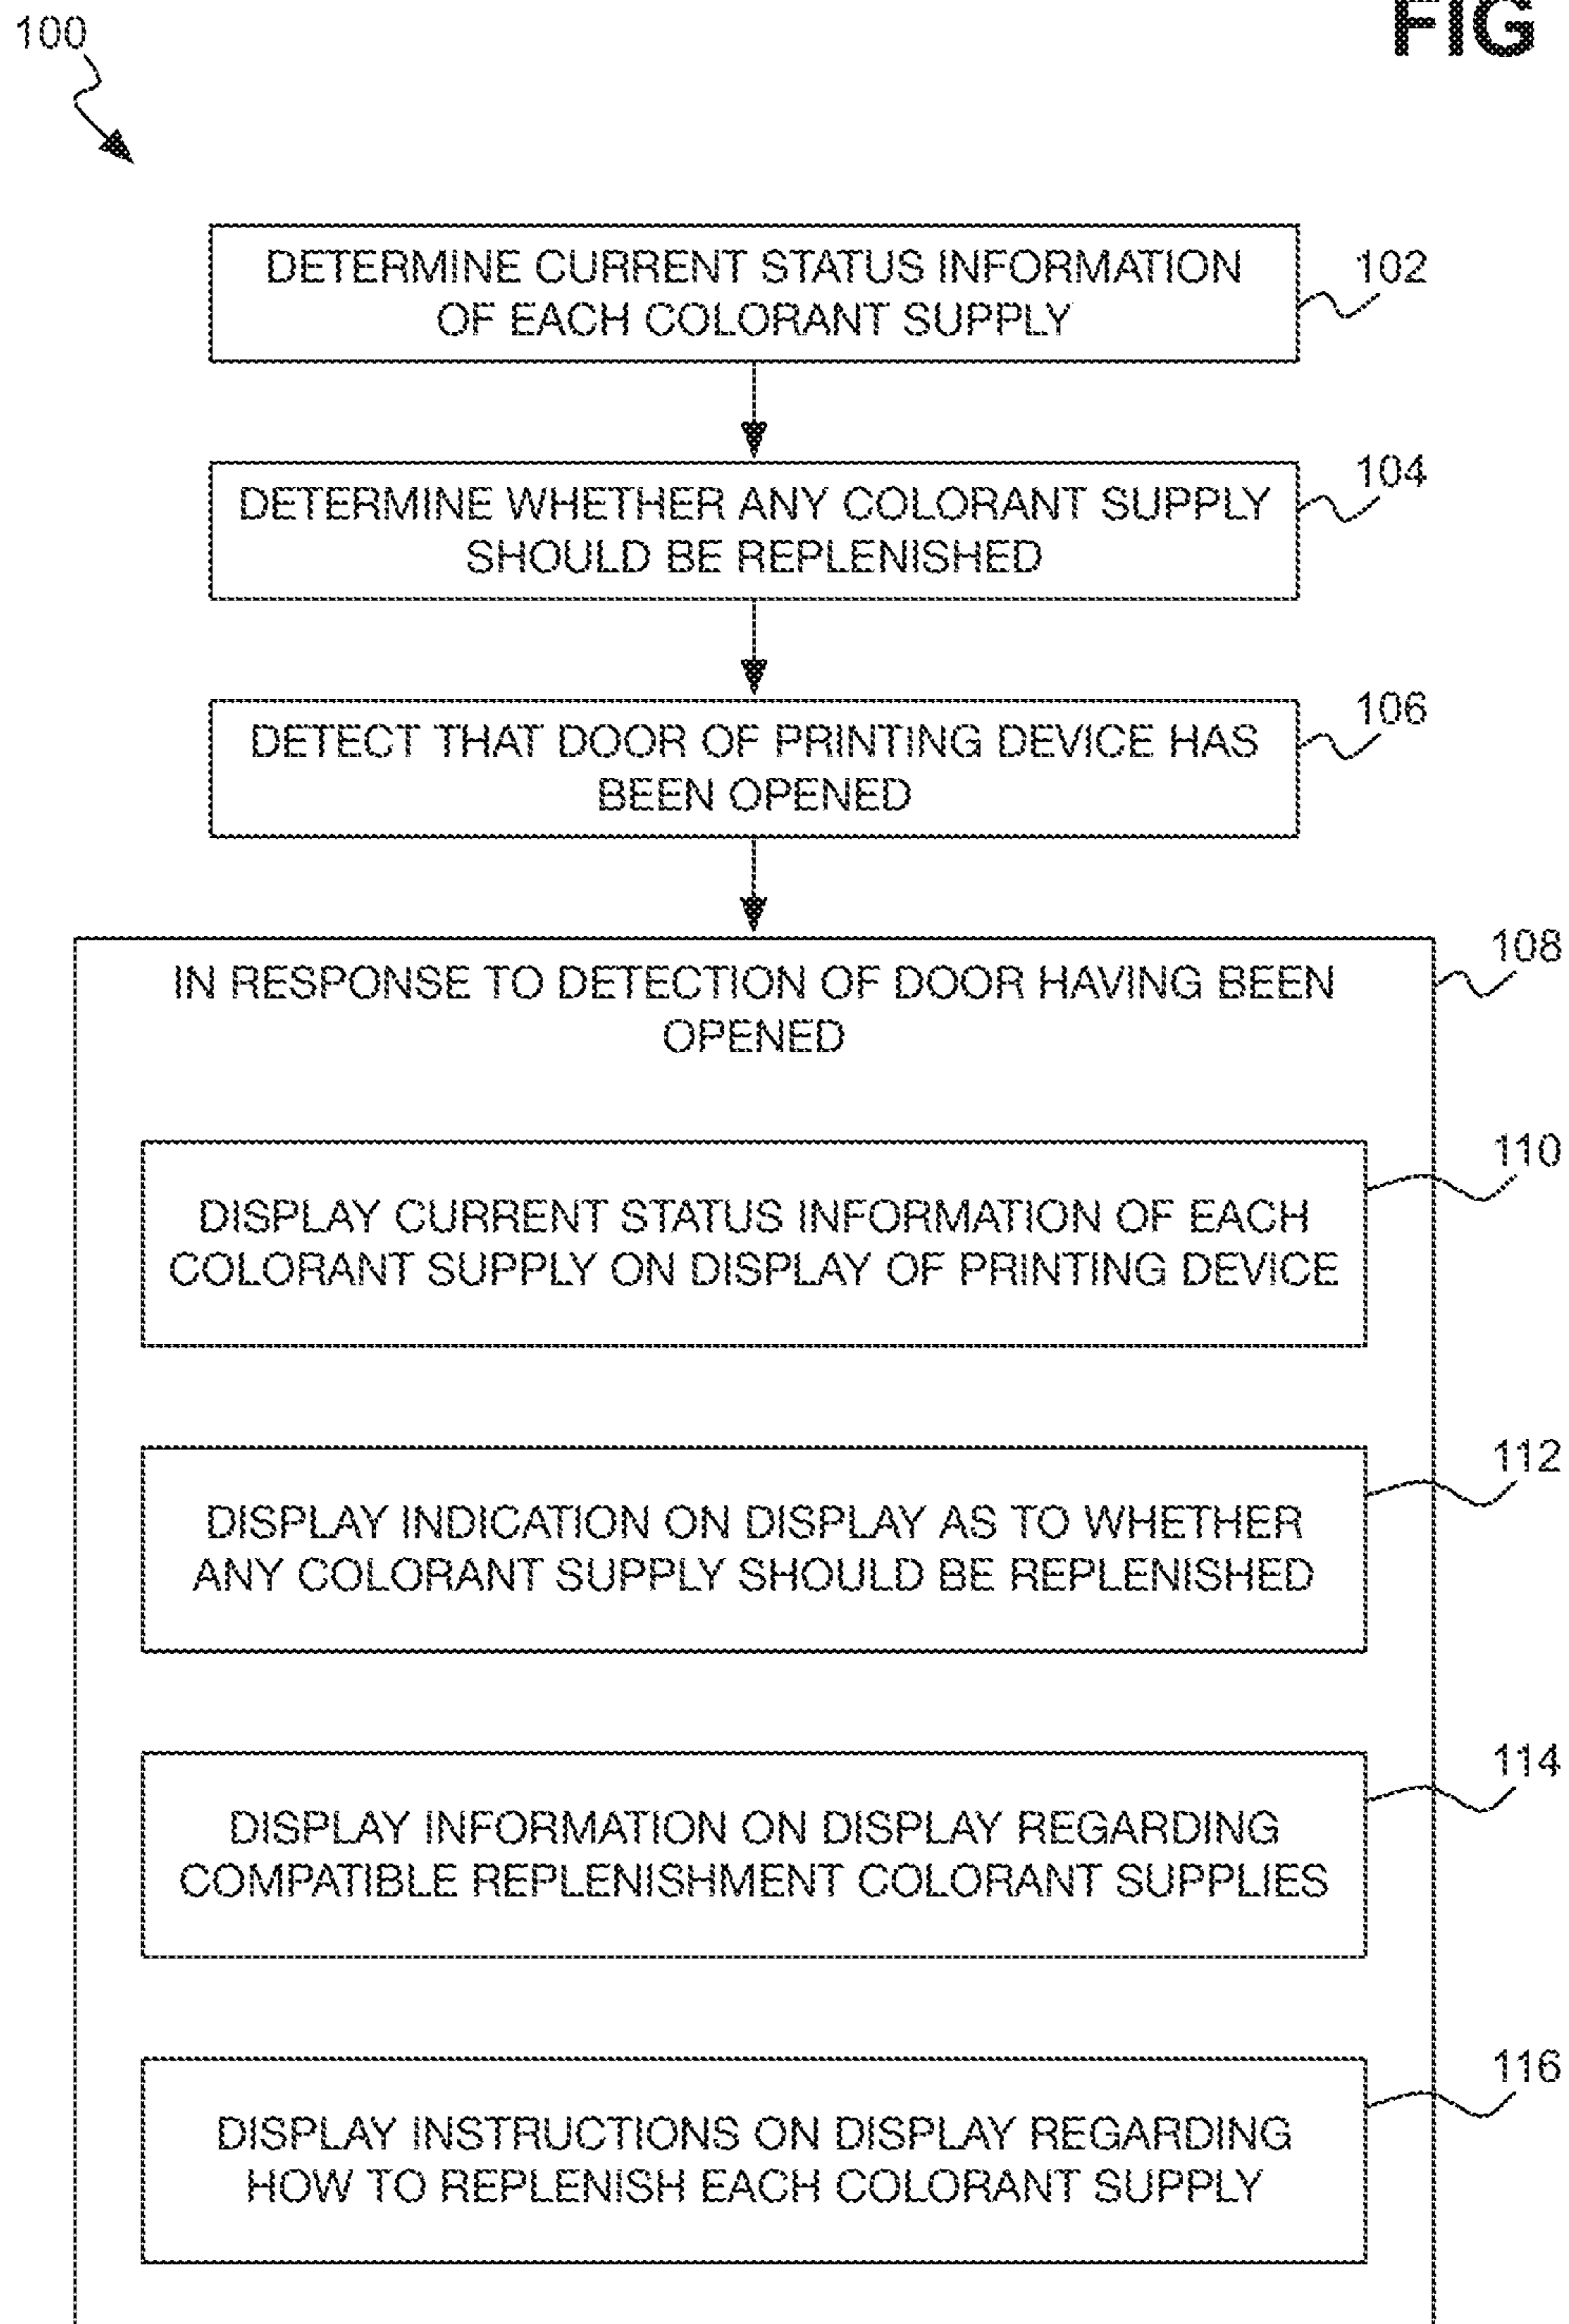 FIG
100
DETERMINE CURRENT STATUS INFORMATION
OF EACH COLORANT SUPPLY
102
DETERMINE WHETHER ANY COLORANT SUPPLY
SHOULD BE REPLENISHED
104
DETECT THAT DOOR OF PRINTING DEVICE HAS
BEEN OPENED
106
IN RESPONSE TO DETECTION OF DOOR HAVING BEEN
OPENED
108
DISPLAY CURRENT STATUS INFORMATION OF EACH
COLORANT SUPPLY ON DISPLAY OF PRINTING DEVICE
110
DISPLAY INDICATION ON DISPLAY AS TO WHETHER
ANY COLORANT SUPPLY SHOULD BE REPLENISHED
112
DISPLAY INFORMATION ON DISPLAY REGARDING
COMPATIBLE REPLENISHMENT COLORANT SUPPLIES
114
DISPLAY INSTRUCTIONS ON DISPLAY REGARDING
HOW TO REPLENISH EACH COLORANT SUPPLY
116